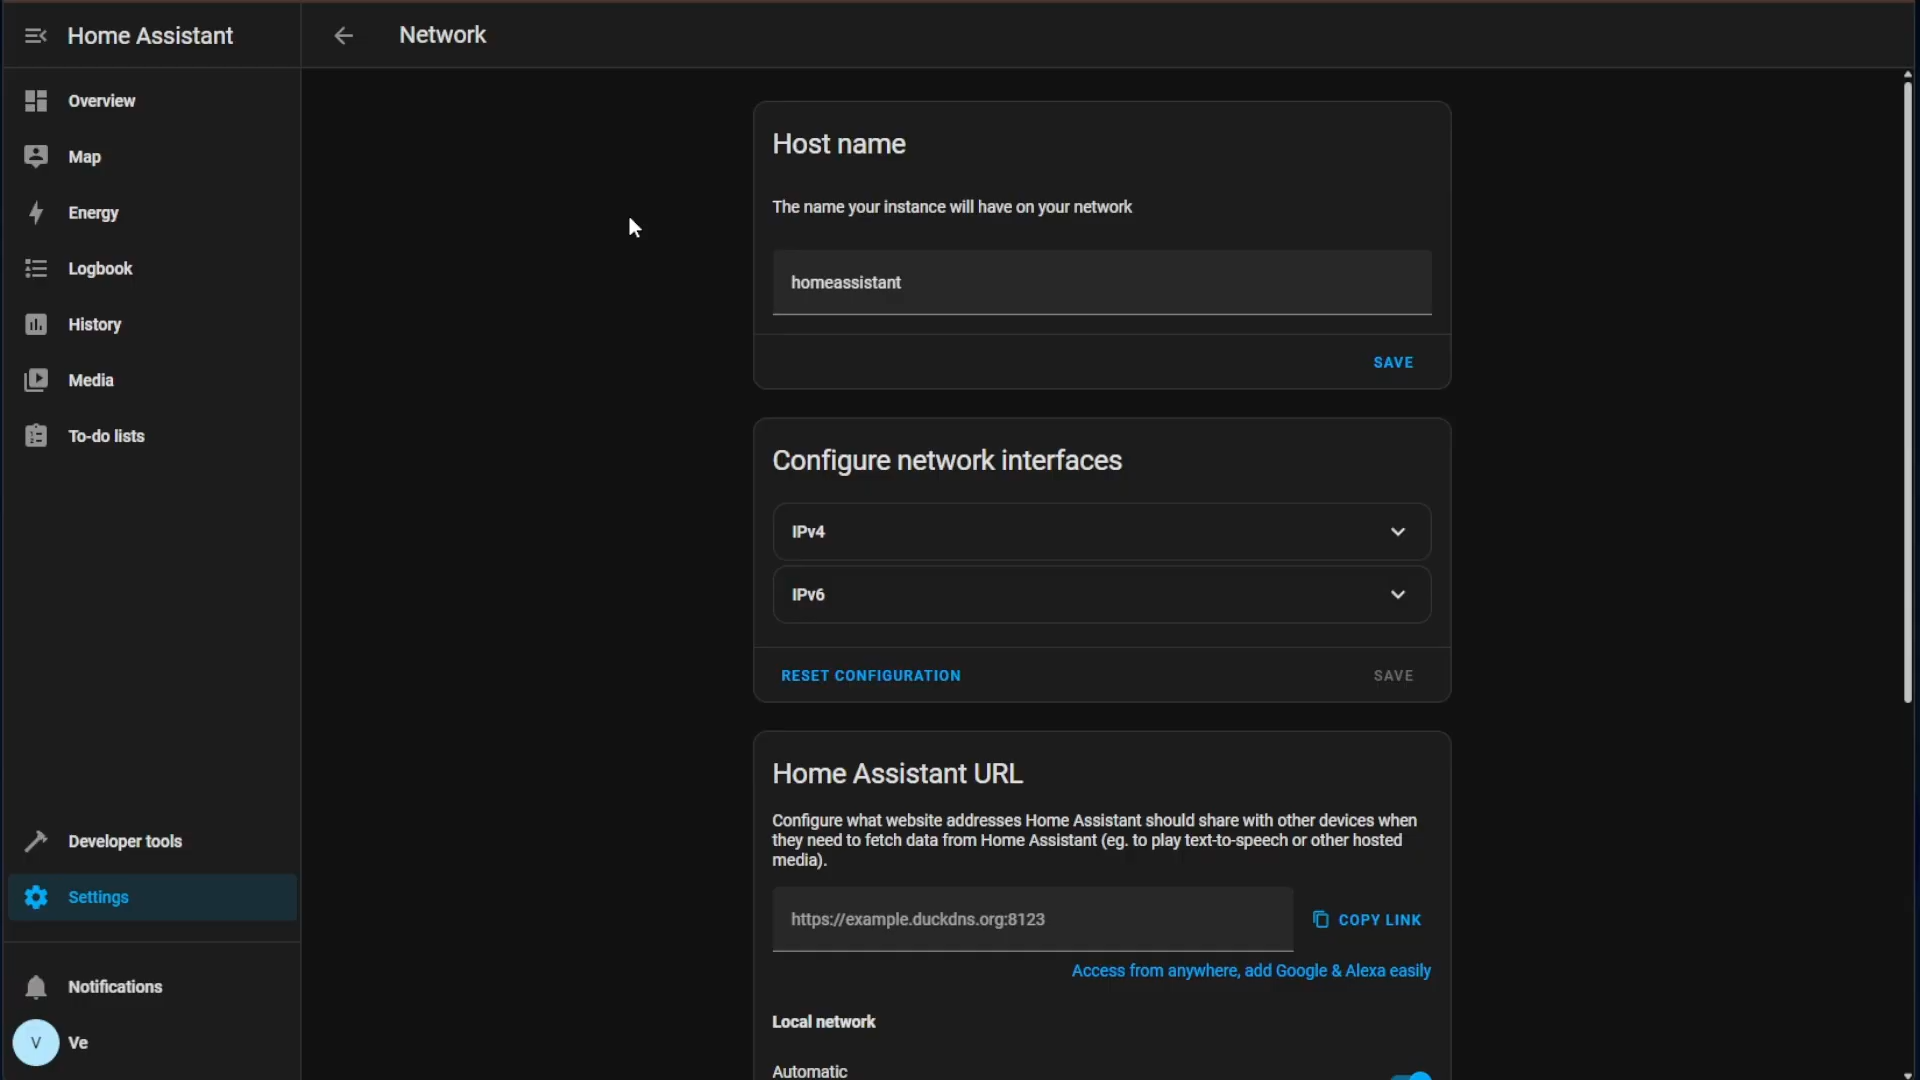 Home Assistant
Network
Overview
Map
Energy
Logbook
History
Media
To-do lists
Developer tools
Settings
Notifications
V
Ve
Host name
The name your instance will have on your network
homeassistant
SAVE
Configure network interfaces
IPv4
IPv6
RESET CONFIGURATION
SAVE
Home Assistant URL
Configure what website addresses Home Assistant should share with other devices when
they need to fetch data from Home Assistant (eg. to play text-to-speech or other hosted
media).
https://example.duckdns.org:8123
COPY LINK
Access from anywhere, add Google & Alexa easily
Local network
Automatic